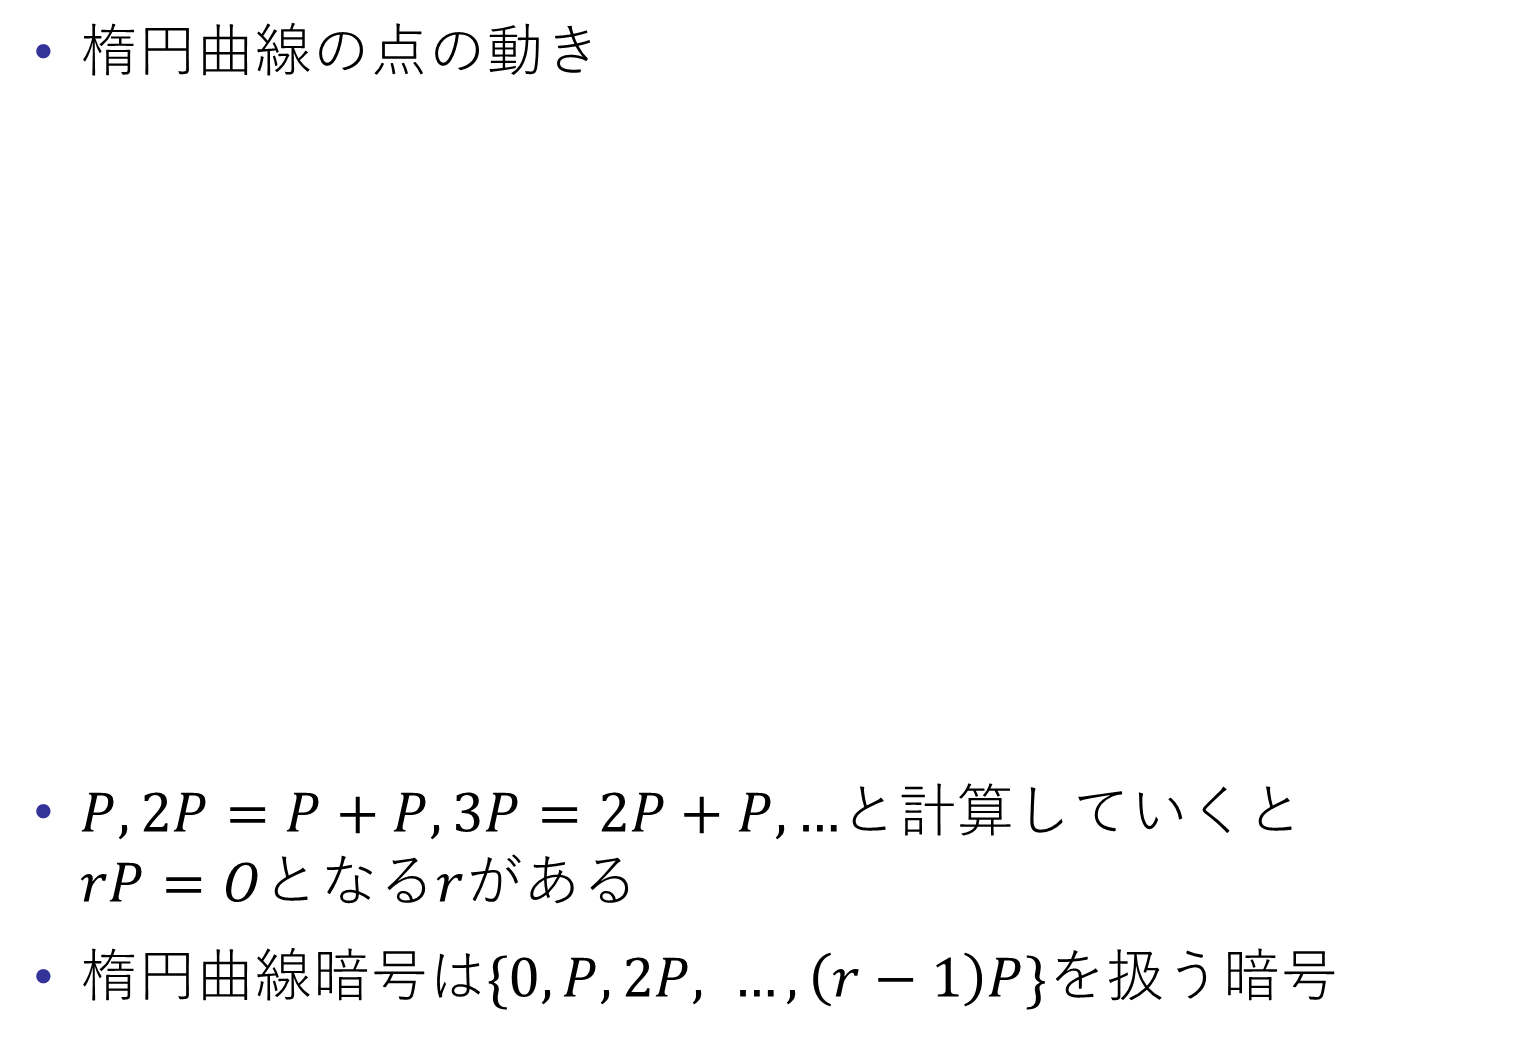 • 楕円曲線の点の動き
• P, 2P = P + P, 3P = 2P + P, …と計算していくと
rP = Oとなるrがある
• 楕円曲線暗号は{0, P, 2P, …, (r − 1)P}を扱う暗号